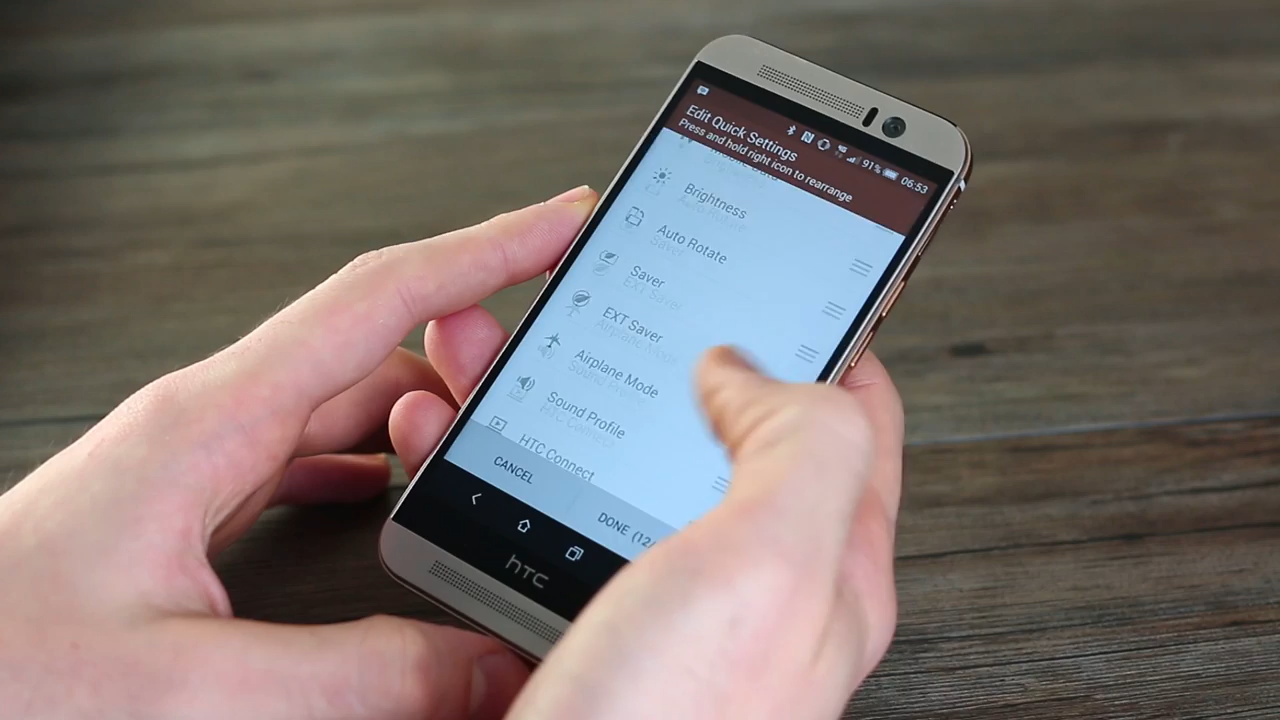 91% 06:53
Edit Quick Settings
Press and hold right icon to rearrange
Brightness
Auto Rotate
Saver
EXT Saver
Airplane Mode
Sound Profile
HTC Connect
CANCEL
DONE (12/
hTC